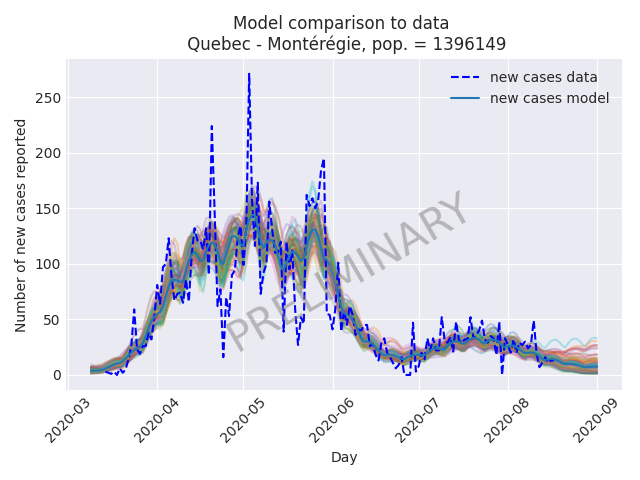 Model comparison to data
Quebec - Montérégie, pop. = 1396149
new cases data
new cases model
Number of new cases reported
250
200
150
100
50
0
PRELIMINARY
2020-03
2020-04
2020-05
2020-06
2020-07
2020-08
2020-09
Day